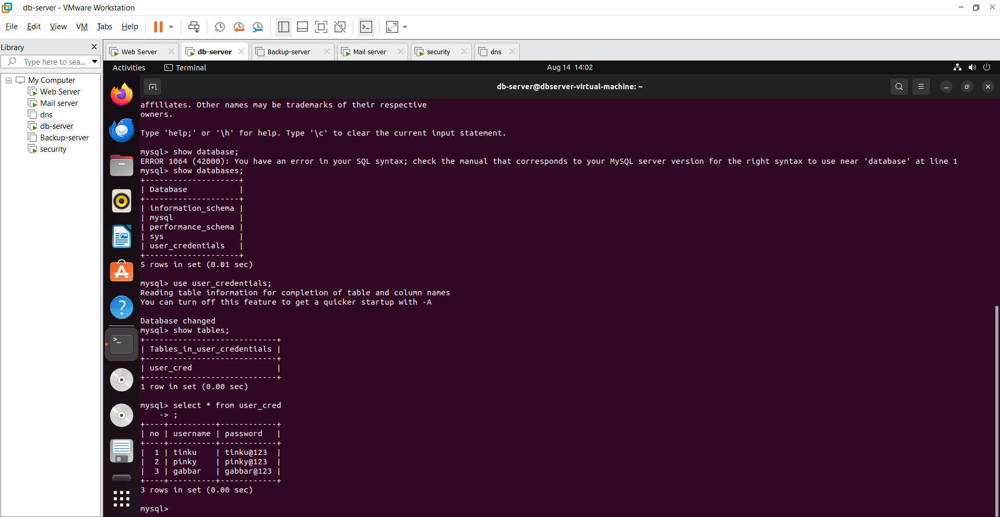 db-server - VMware Workstation
File Edit View VM Tabs Help
Library
Type here to sea...
My Computer
Web Server
Mail server
dns
db-server
Backup-server
security
Web Server db-server Backup-server Mail server security dns
Activities Terminal Aug 14 14:02
db-server@dbserver-virtual-machine: ~
affiliates. Other names may be trademarks of their respective
owners.
Type 'help;' or '\h' for help. Type '\c' to clear the current input statement.
mysql> show database;
ERROR 1064 (42000): You have an error in your SQL syntax; check the manual that corresponds to your MySQL server version for the right syntax to use near 'database' at line 1
mysql> show databases;
+--------------------+
| Database           |
+--------------------+
| information_schema |
| mysql              |
| performance_schema |
| sys                |
| user_credentials   |
+--------------------+
5 rows in set (0.01 sec)
mysql> use user_credentials;
Reading table information for completion of table and column names
You can turn off this feature to get a quicker startup with -A
Database changed
mysql> show tables;
+----------------------------+
| Tables_in_user_credentials |
+----------------------------+
| user_cred                  |
+----------------------------+
1 row in set (0.00 sec)
mysql> select * from user_cred
    -> ;
+----+----------+------------+
| no | username | password   |
+----+----------+------------+
|  1 | tinku    | tinku@123  |
|  2 | pinky    | pinky@123  |
|  3 | gabbar   | gabbar@123 |
+----+----------+------------+
3 rows in set (0.00 sec)
mysql>